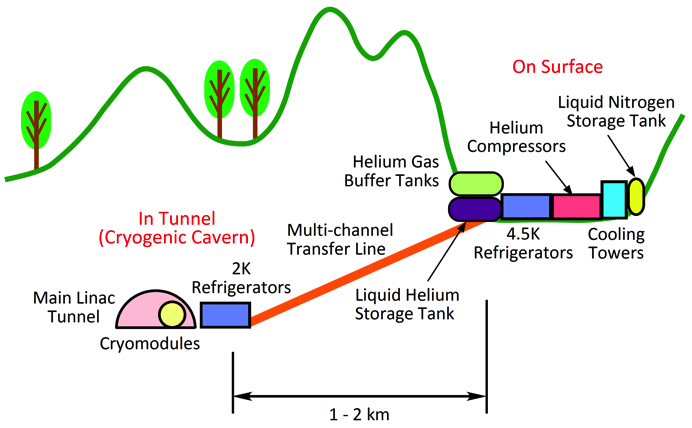 On Surface
Liquid Nitrogen
Storage Tank
Helium
Compressors
Helium Gas
Buffer Tanks
In Tunnel
(Cryogenic Cavern)
Multi-channel
Transfer Line
4.5K
Refrigerators
Cooling
Towers
2K
Refrigerators
Main Linac
Tunnel
Liquid Helium
Storage Tank
Cryomodules
1 - 2 km